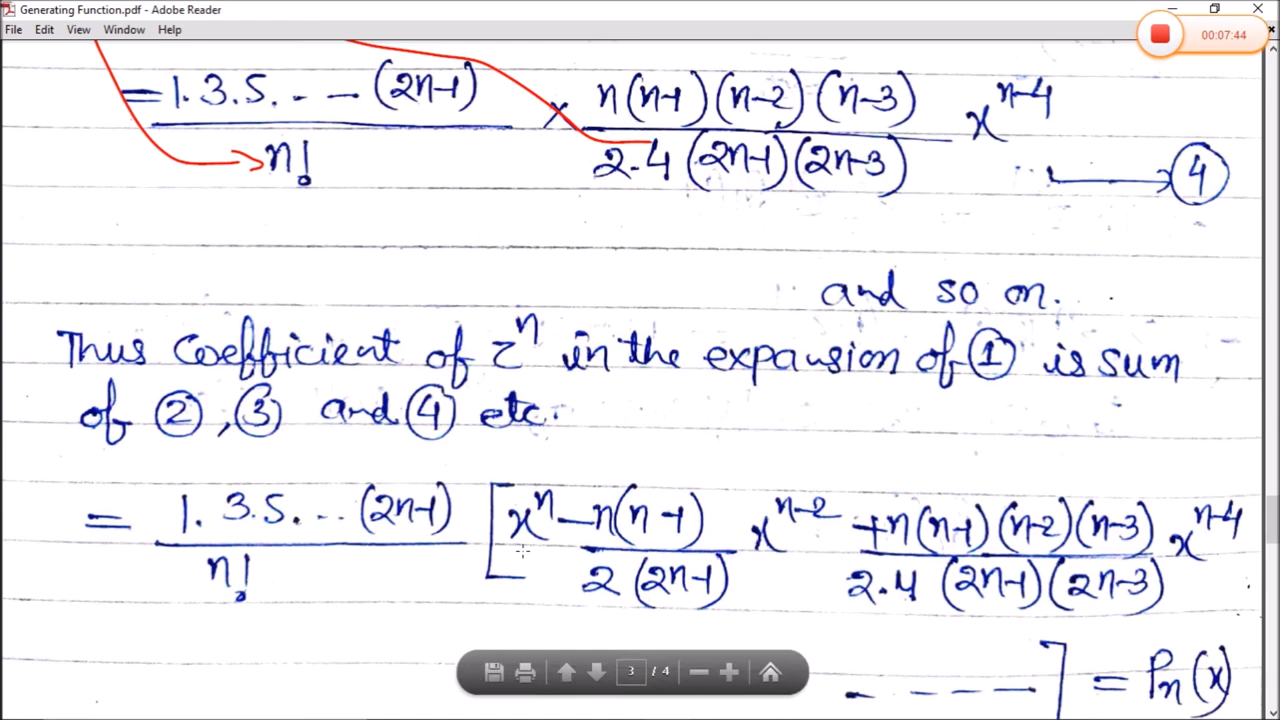 Generating Function.pdf - Adobe Reader
File Edit View Window Help
00:07:44
= 1.3.5. . - - (2n-1) / n! × n(n-1)(n-2)(n-3) / 2.4(2n-1)(2n-3) x^{n-4} → ④
and so on.
Thus Coefficient of z^n in the expansion of ① is sum
of ②, ③ and ④ etc.
= 1. 3.5. ... (2n-1) / n! [x^n - n(n-1) / 2(2n-1) x^{n-2} + n(n-1)(n-2)(n-3) / 2.4(2n-1)(2n-3) x^{n-4}
- - - - - ] = Pn(x)
3 / 4